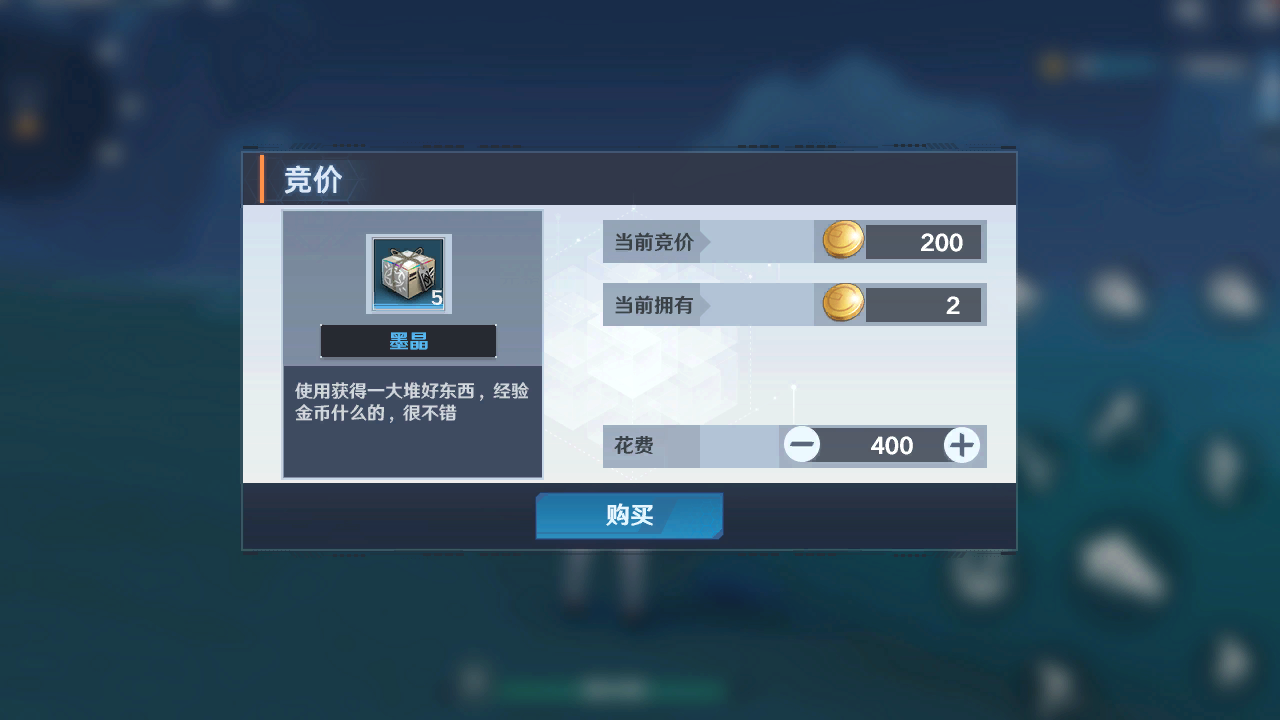 竞价
5
墨晶
使用获得一大堆好东西，经验
金币什么的，很不错
当前竞价
200
当前拥有
2
花费
400
购买